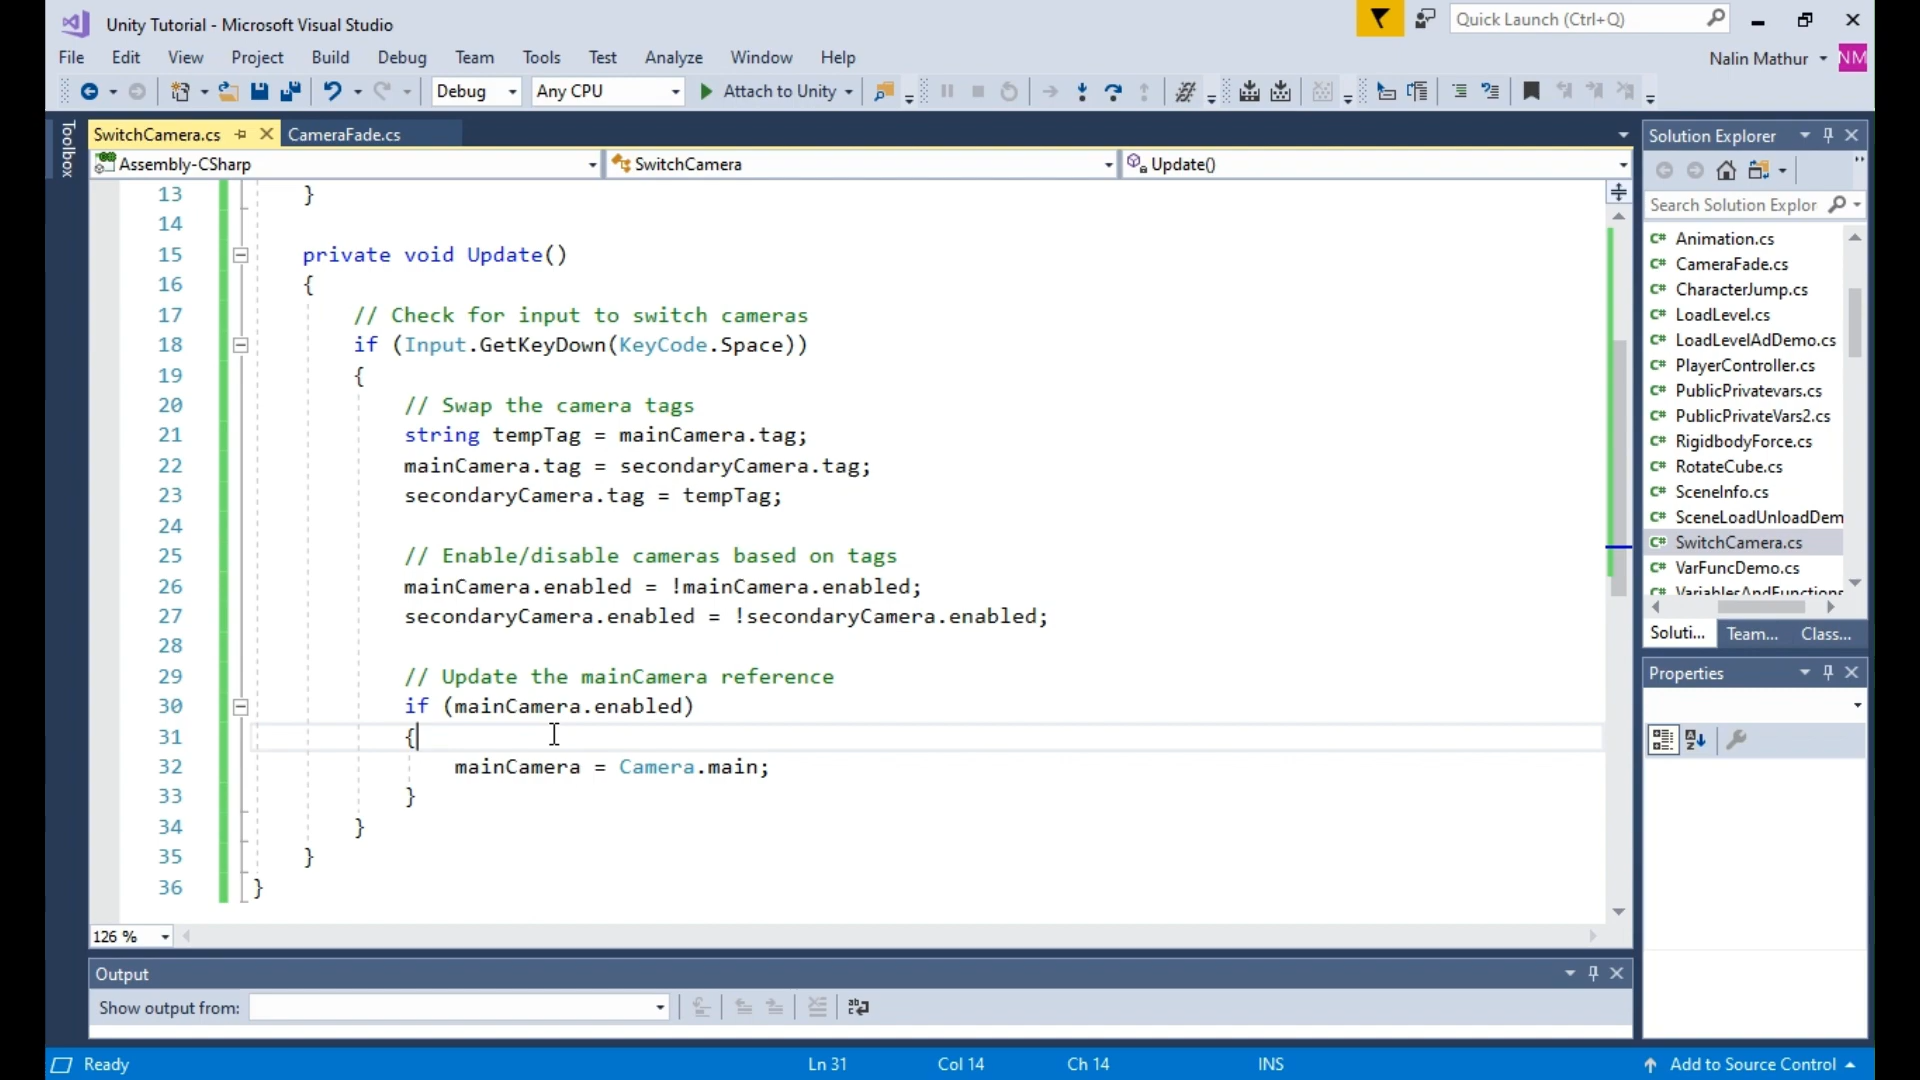 Unity Tutorial - Microsoft Visual Studio
Quick Launch (Ctrl+Q)
File Edit View Project Build Debug Team Tools Test Analyze Window Help
Nalin Mathur NM
Debug Any CPU Attach to Unity
Toolbox
SwitchCamera.cs CameraFade.cs
Assembly-CSharp SwitchCamera Update()
13 }
14
15 private void Update()
16 {
17 // Check for input to switch cameras
18 if (Input.GetKeyDown(KeyCode.Space))
19 {
20 // Swap the camera tags
21 string tempTag = mainCamera.tag;
22 mainCamera.tag = secondaryCamera.tag;
23 secondaryCamera.tag = tempTag;
24
25 // Enable/disable cameras based on tags
26 mainCamera.enabled = !mainCamera.enabled;
27 secondaryCamera.enabled = !secondaryCamera.enabled;
28
29 // Update the mainCamera reference
30 if (mainCamera.enabled)
31 {
32 mainCamera = Camera.main;
33 }
34 }
35 }
36 }
126 %
Output
Show output from:
Solution Explorer
Search Solution Explor
C# Animation.cs
C# CameraFade.cs
C# CharacterJump.cs
C# LoadLevel.cs
C# LoadLevelAdDemo.cs
C# PlayerController.cs
C# PublicPrivatevars.cs
C# PublicPrivateVars2.cs
C# RigidbodyForce.cs
C# RotateCube.cs
C# SceneInfo.cs
C# SceneLoadUnloadDem
C# SwitchCamera.cs
C# VarFuncDemo.cs
C# VariablesAndFunctions
Soluti... Team... Class...
Properties
Ready Ln 31 Col 14 Ch 14 INS Add to Source Control